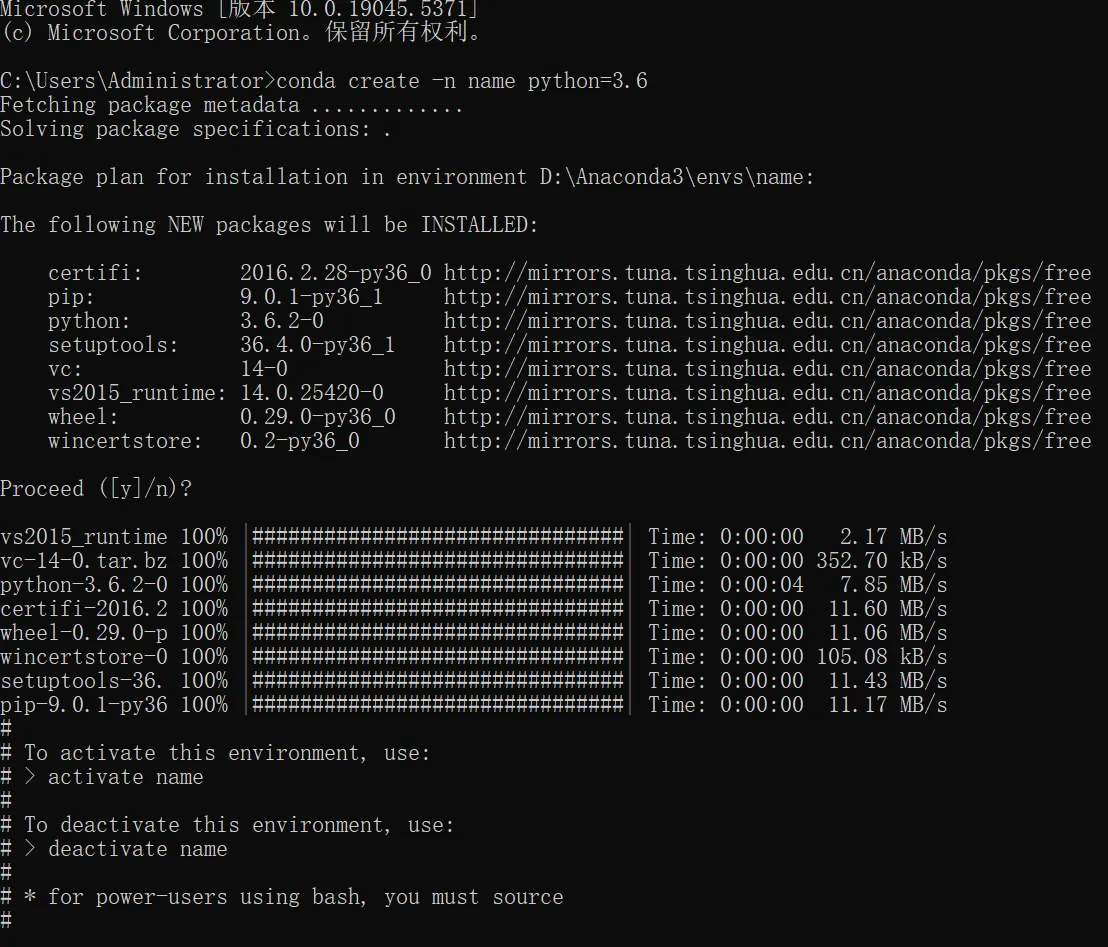 Microsoft Windows [版本 10.0.19045.5371]
(c) Microsoft Corporation。保留所有权利。
C:\Users\Administrator>conda create -n name python=3.6
Fetching package metadata .............
Solving package specifications: .
Package plan for installation in environment D:\Anaconda3\envs\name:
The following NEW packages will be INSTALLED:
certifi: 2016.2.28-py36_0 http://mirrors.tuna.tsinghua.edu.cn/anaconda/pkgs/free
pip: 9.0.1-py36_1 http://mirrors.tuna.tsinghua.edu.cn/anaconda/pkgs/free
python: 3.6.2-0 http://mirrors.tuna.tsinghua.edu.cn/anaconda/pkgs/free
setuptools: 36.4.0-py36_1 http://mirrors.tuna.tsinghua.edu.cn/anaconda/pkgs/free
vc: 14-0 http://mirrors.tuna.tsinghua.edu.cn/anaconda/pkgs/free
vs2015_runtime: 14.0.25420-0 http://mirrors.tuna.tsinghua.edu.cn/anaconda/pkgs/free
wheel: 0.29.0-py36_0 http://mirrors.tuna.tsinghua.edu.cn/anaconda/pkgs/free
wincertstore: 0.2-py36_0 http://mirrors.tuna.tsinghua.edu.cn/anaconda/pkgs/free
Proceed ([y]/n)?
vs2015_runtime 100% |###############################| Time: 0:00:00 2.17 MB/s
vc-14-0.tar.bz 100% |###############################| Time: 0:00:00 352.70 kB/s
python-3.6.2-0 100% |###############################| Time: 0:00:04 7.85 MB/s
certifi-2016.2 100% |###############################| Time: 0:00:00 11.60 MB/s
wheel-0.29.0-p 100% |###############################| Time: 0:00:00 11.06 MB/s
wincertstore-0 100% |###############################| Time: 0:00:00 105.08 kB/s
setuptools-36. 100% |###############################| Time: 0:00:00 11.43 MB/s
pip-9.0.1-py36 100% |###############################| Time: 0:00:00 11.17 MB/s
#
# To activate this environment, use:
# > activate name
#
# To deactivate this environment, use:
# > deactivate name
#
# * for power-users using bash, you must source
#